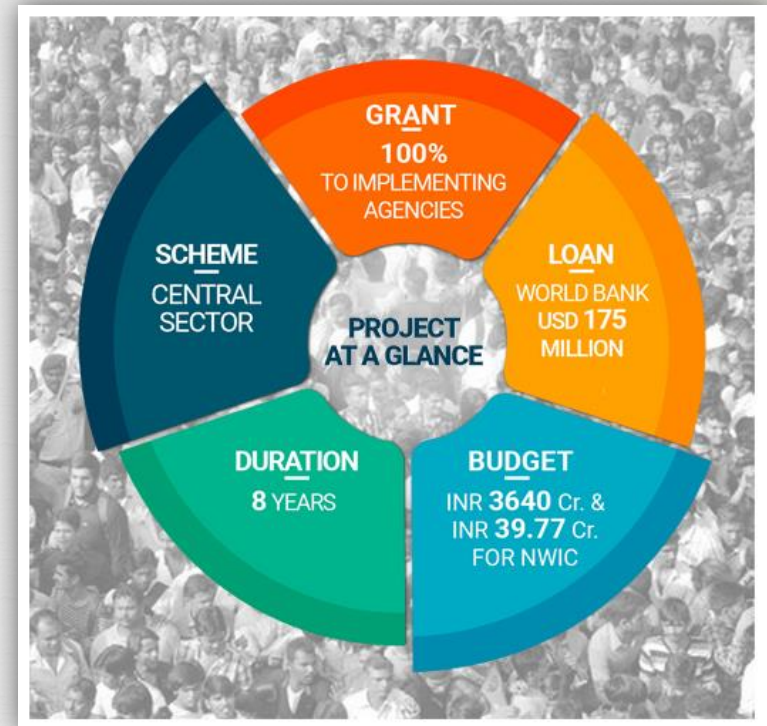 GRANT
100%
TO IMPLEMENTING
AGENCIES
LOAN
WORLD BANK
USD 175
MILLION
BUDGET
INR 3640 Cr. &
INR 39.77 Cr.
FOR NWIC
DURATION
8 YEARS
SCHEME
CENTRAL
SECTOR
PROJECT
AT A GLANCE